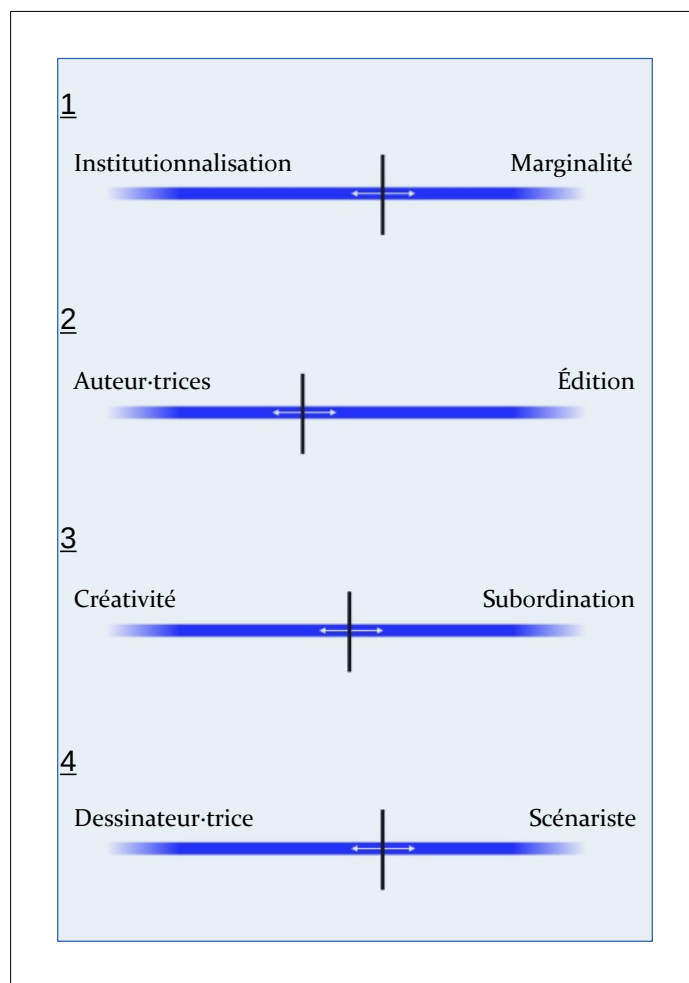 1
Institutionnalisation Marginalité
2
Auteur·trices Édition
3
Créativité Subordination
4
Dessinateur·trice Scénariste